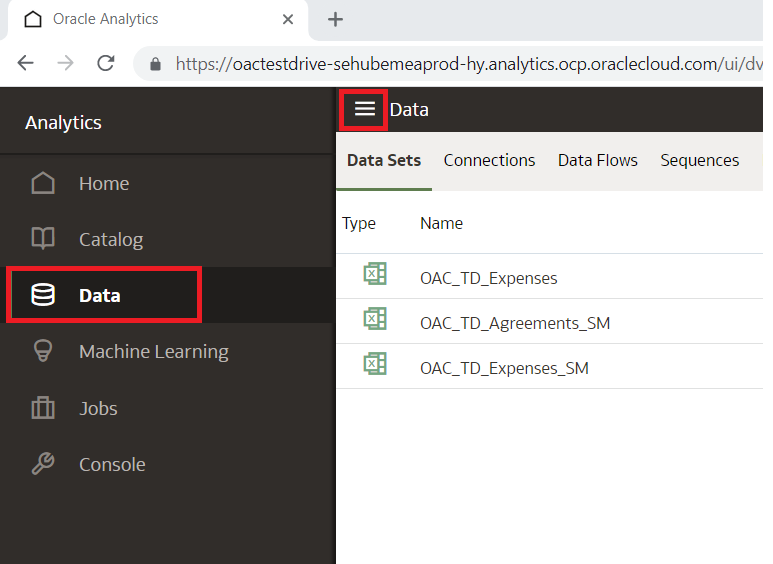 Oracle Analytics
https://oactestdrive-sehubemeaprod-hy.analytics.ocp.oraclecloud.com/ui/dv
Analytics
Home
Catalog
Data
Machine Learning
Jobs
Console
Data
Data Sets Connections Data Flows Sequences
Type Name
OAC_TD_Expenses
OAC_TD_Agreements_SM
OAC_TD_Expenses_SM